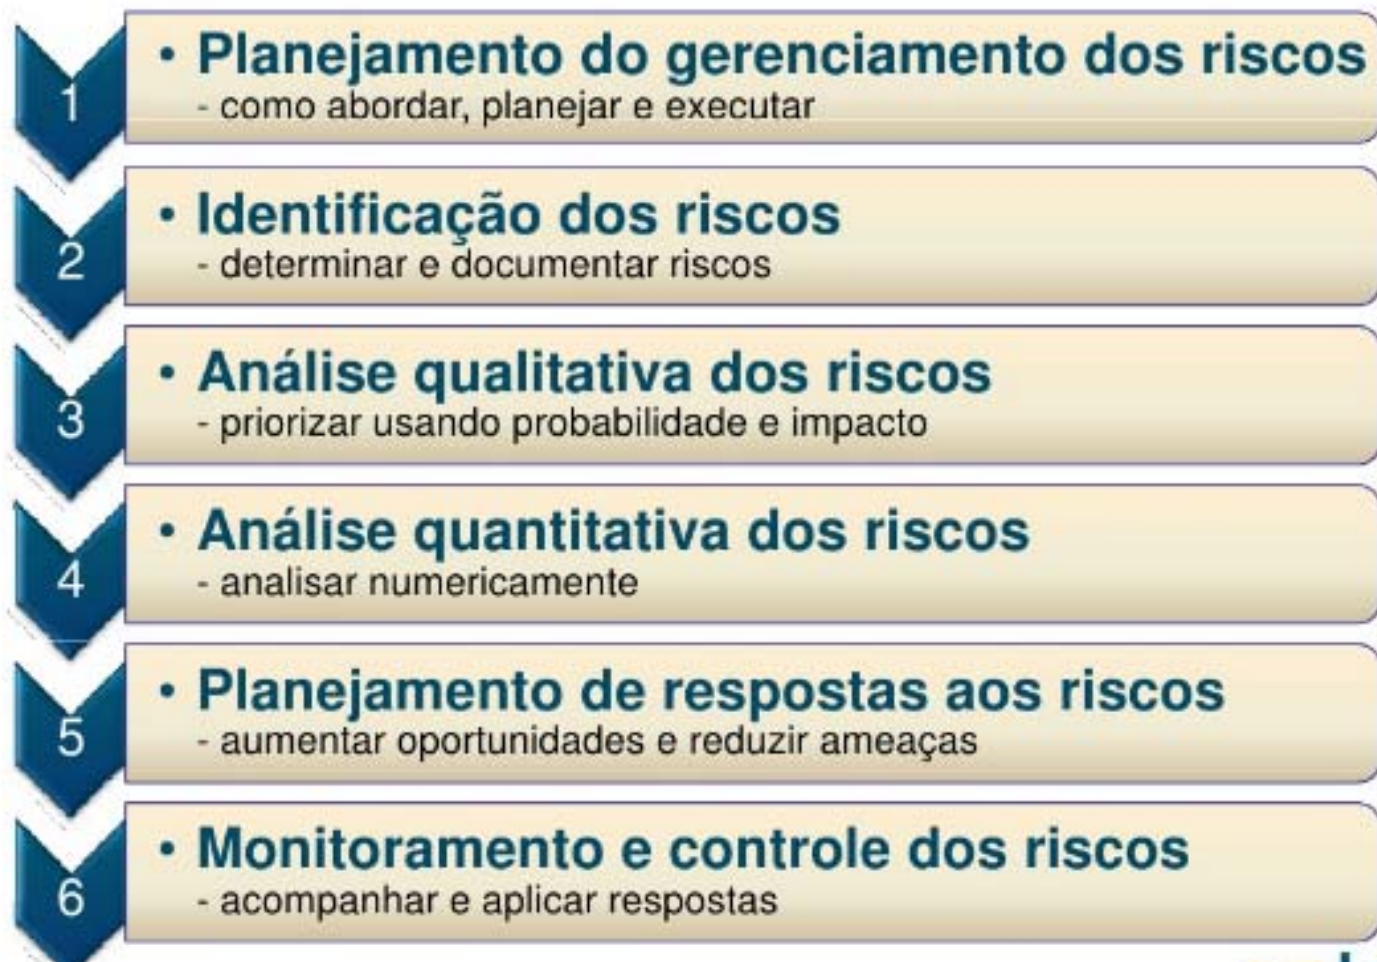 1
• Planejamento do gerenciamento dos riscos
- como abordar, planejar e executar
2
• Identificação dos riscos
- determinar e documentar riscos
3
• Análise qualitativa dos riscos
- priorizar usando probabilidade e impacto
4
• Análise quantitativa dos riscos
- analisar numericamente
5
• Planejamento de respostas aos riscos
- aumentar oportunidades e reduzir ameaças
6
• Monitoramento e controle dos riscos
- acompanhar e aplicar respostas